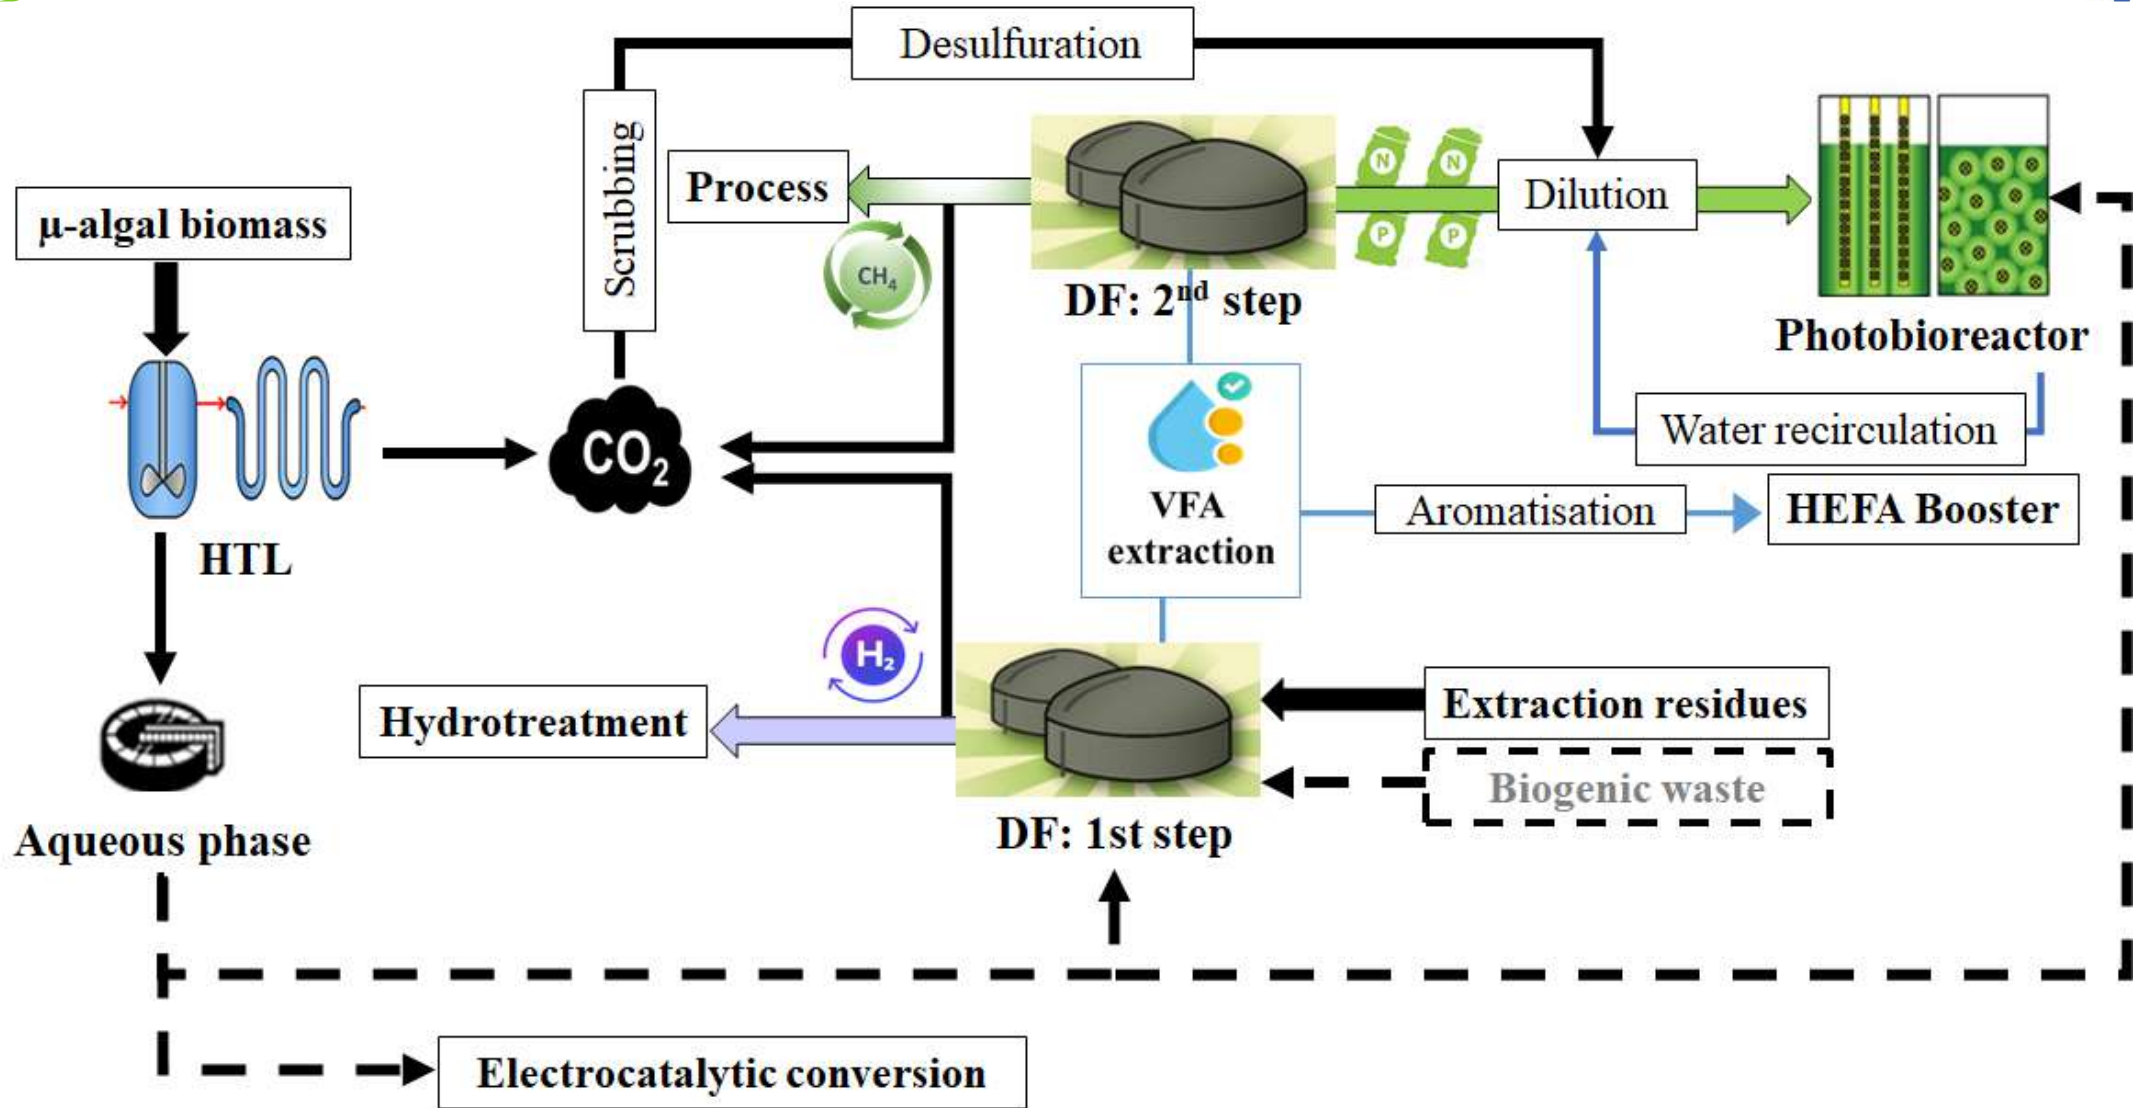 Desulfuration
Scrubbing
Process
N
N
P
P
Dilution
µ-algal biomass
CH4
DF: 2nd step
Photobioreactor
CO2
Water recirculation
VFA
extraction
Aromatisation
HEFA Booster
HTL
H2
Hydrotreatment
Extraction residues
Biogenic waste
DF: 1st step
Aqueous phase
Electrocatalytic conversion